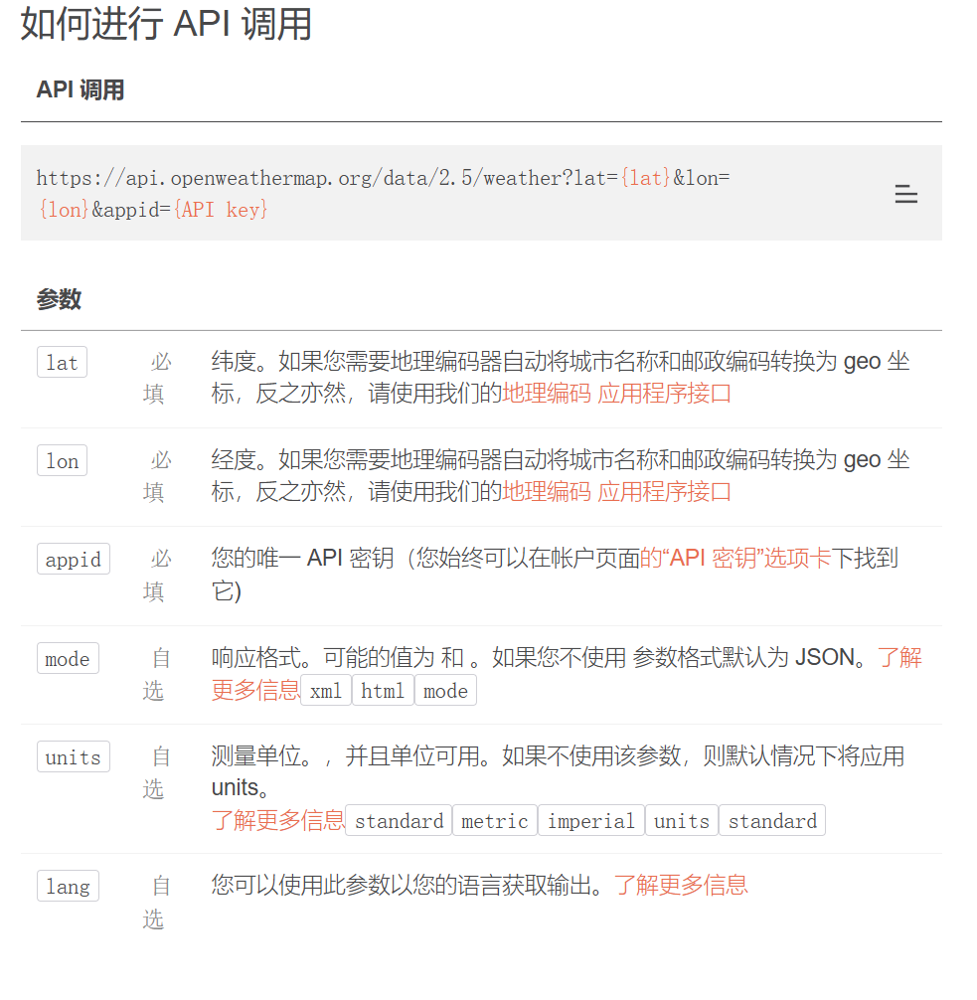 如何进行 API 调用
API 调用
https://api.openweathermap.org/data/2.5/weather?lat={lat}&lon=
{lon}&appid={API key}
参数
lat 必 纬度。如果您需要地理编码器自动将城市名称和邮政编码转换为 geo 坐
填 标，反之亦然，请使用我们的地理编码 应用程序接口
lon 必 经度。如果您需要地理编码器自动将城市名称和邮政编码转换为 geo 坐
填 标，反之亦然，请使用我们的地理编码 应用程序接口
appid 必 您的唯一 API 密钥（您始终可以在帐户页面的“API 密钥”选项卡下找到
填 它)
mode 自 响应格式。可能的值为 和 。如果您不使用 参数格式默认为 JSON。了解
选 更多信息 xml html mode
units 自 测量单位。，并且单位可用。如果不使用该参数，则默认情况下将应用
选 units。
了解更多信息 standard metric imperial units standard
lang 自 您可以使用此参数以您的语言获取输出。了解更多信息
选